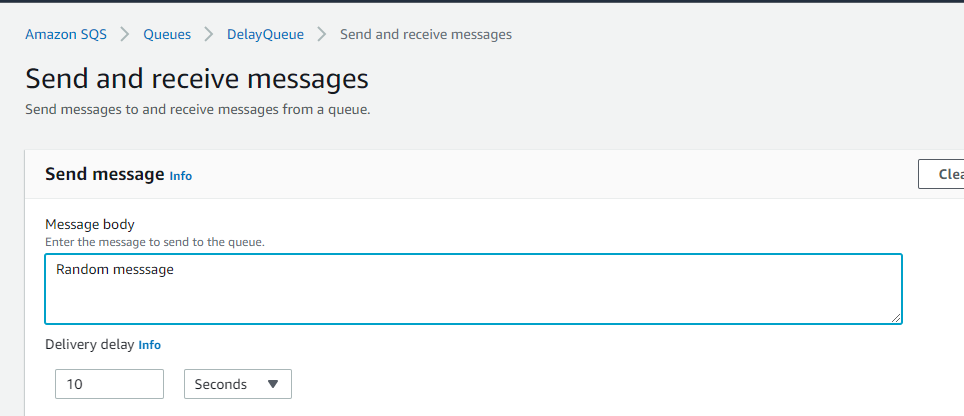 Amazon SQS > Queues > DelayQueue > Send and receive messages
Send and receive messages
Send messages to and receive messages from a queue.
Send message Info
Clea
Message body
Enter the message to send to the queue.
Random messsage
Delivery delay Info
10 Seconds